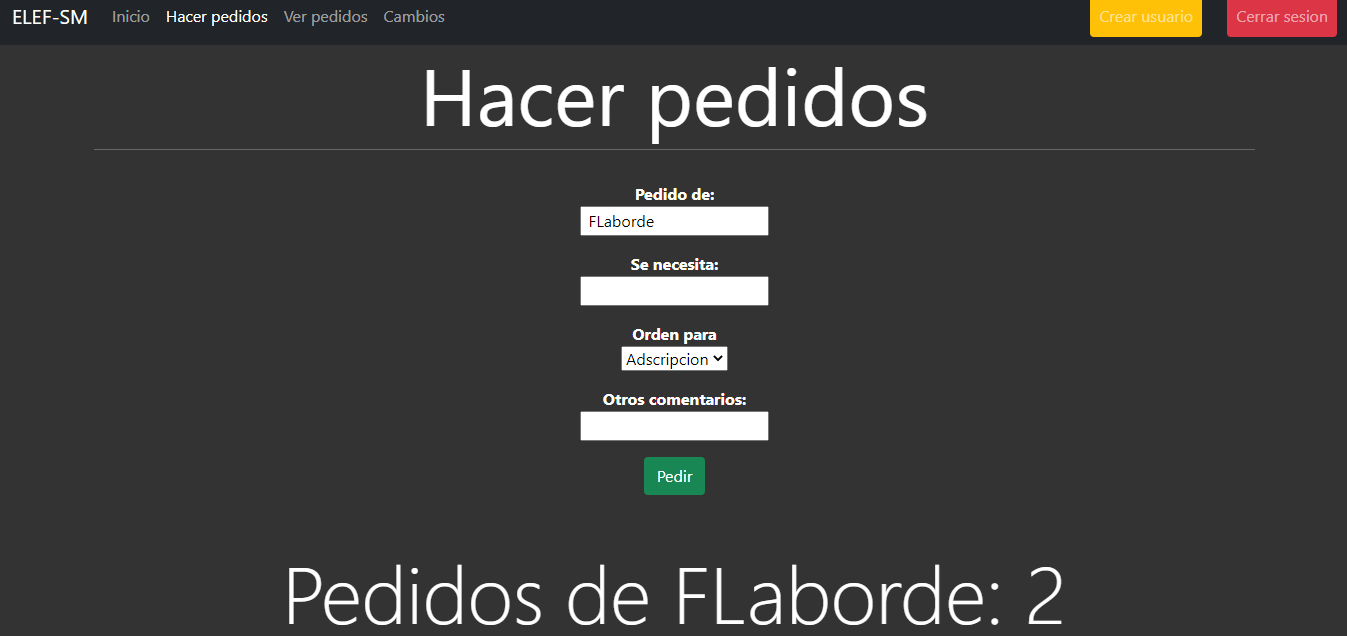 ELEF-SM Inicio Hacer pedidos Ver pedidos Cambios Crear usuario Cerrar sesion
Hacer pedidos
Pedido de:
FLaborde
Se necesita:
Orden para
Adscripcion
Otros comentarios:
Pedir
Pedidos de FLaborde: 2